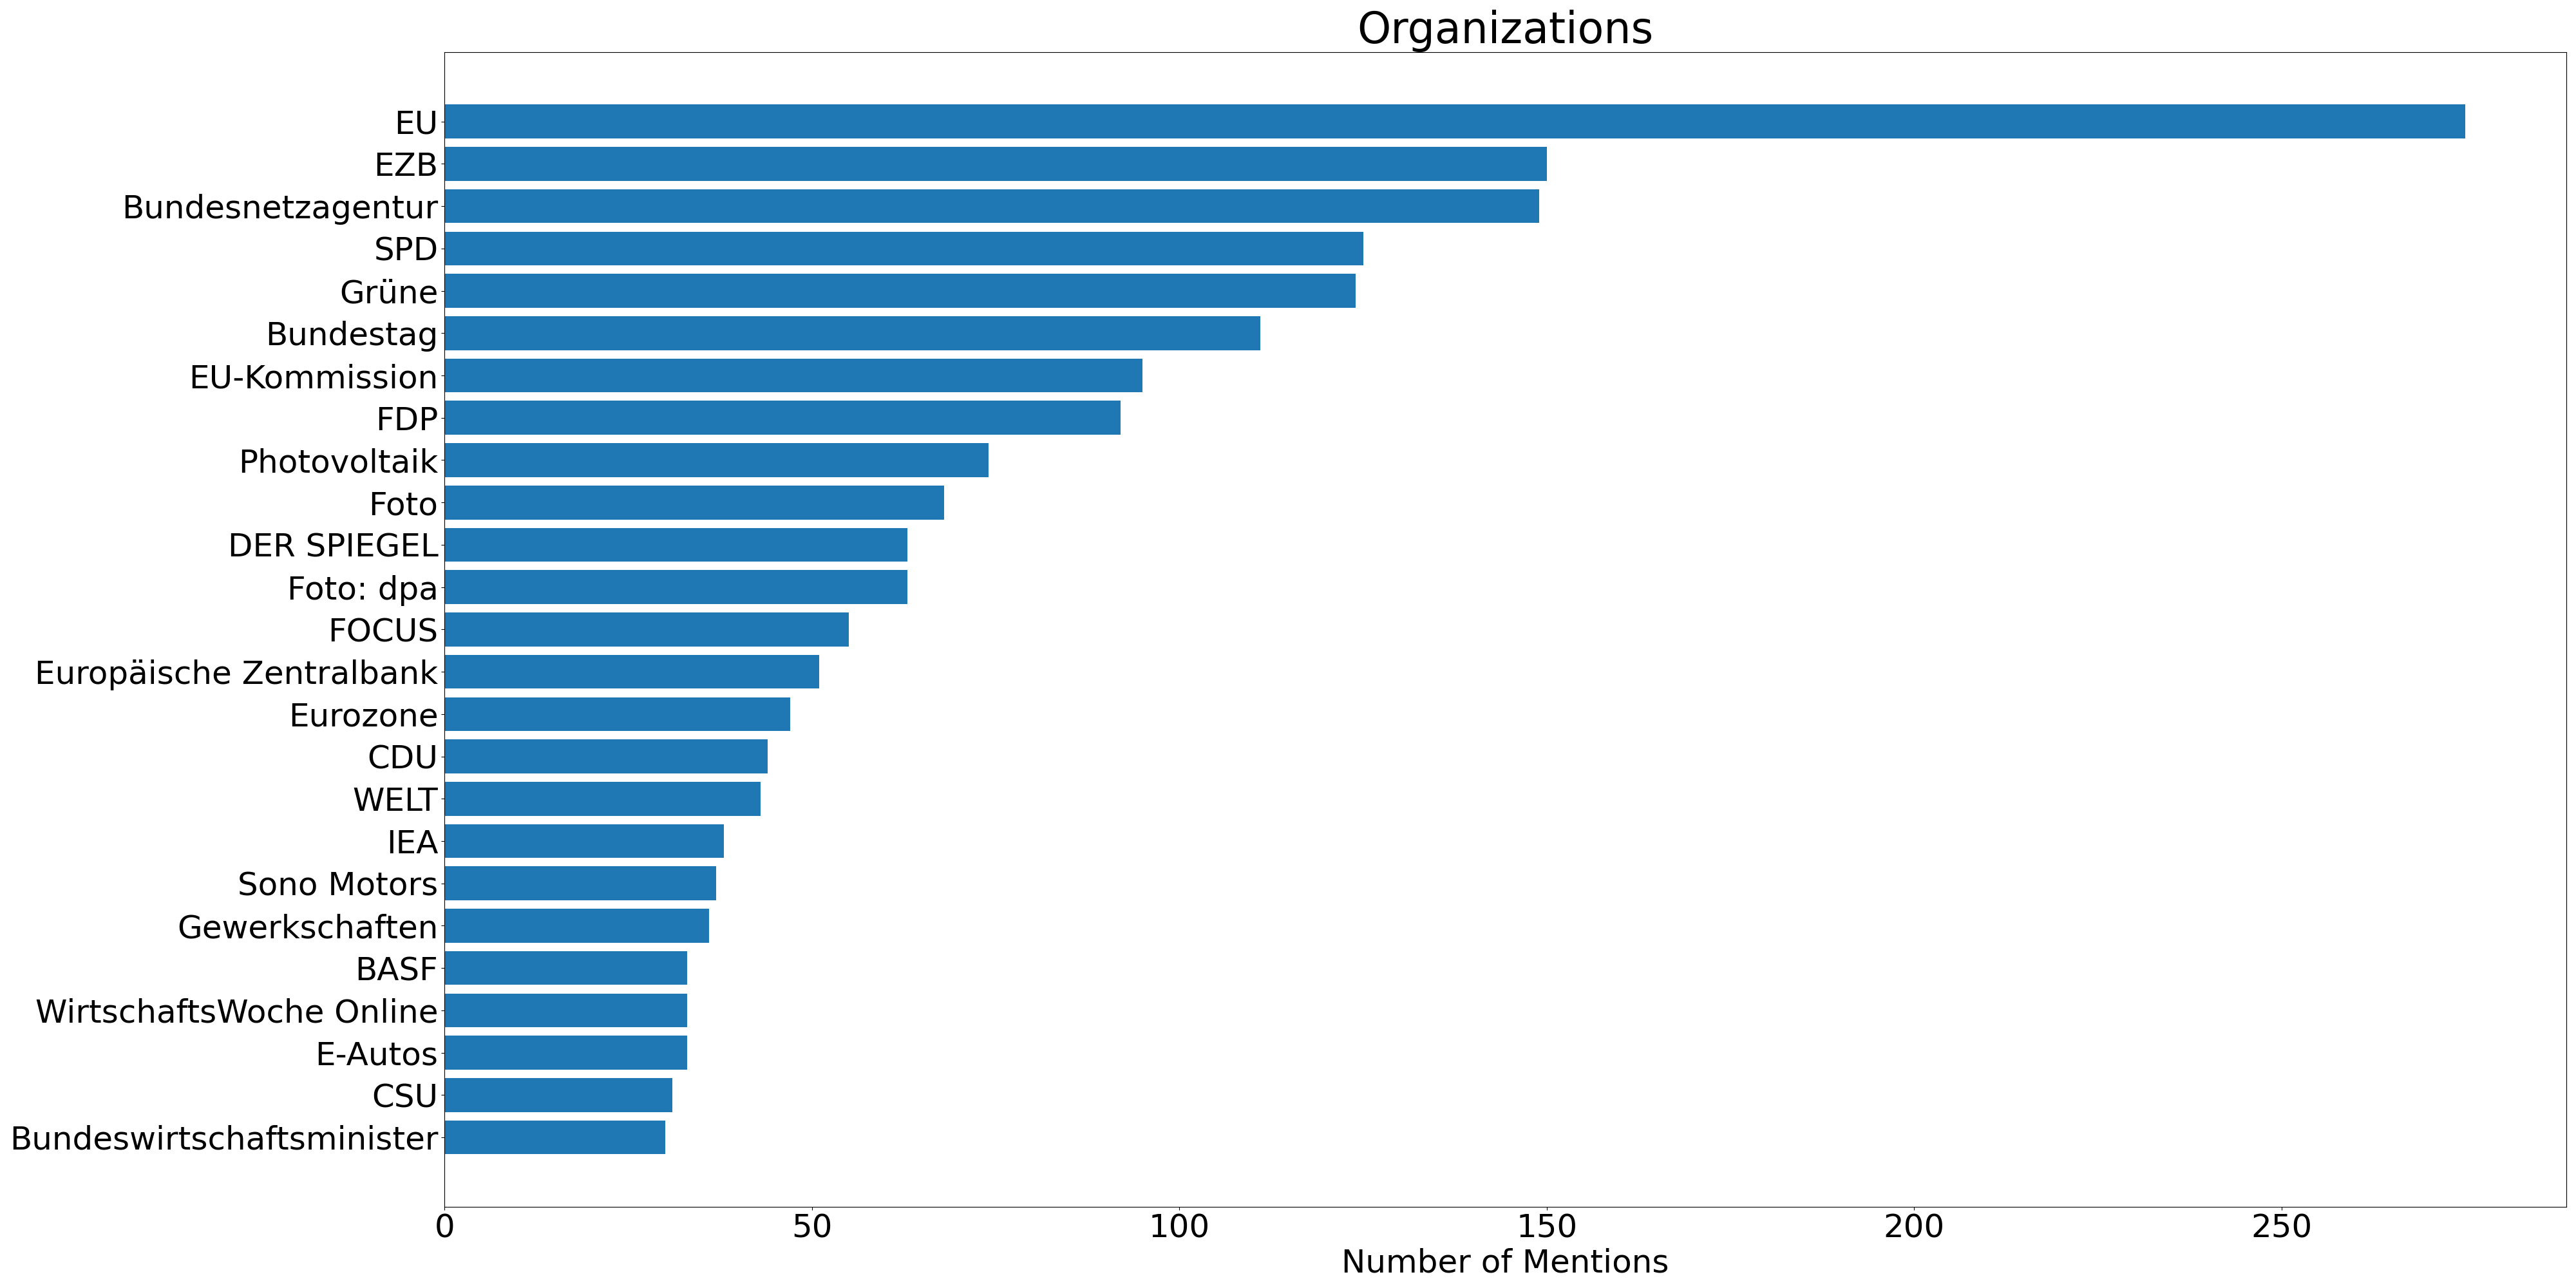 Organizations
EU
EZB
Bundesnetzagentur
SPD
Grüne
Bundestag
EU-Kommission
FDP
Photovoltaik
Foto
DER SPIEGEL
Foto: dpa
FOCUS
Europäische Zentralbank
Eurozone
CDU
WELT
IEA
Sono Motors
Gewerkschaften
BASF
WirtschaftsWoche Online
E-Autos
CSU
Bundeswirtschaftsminister
0 50 100 150 200 250
Number of Mentions